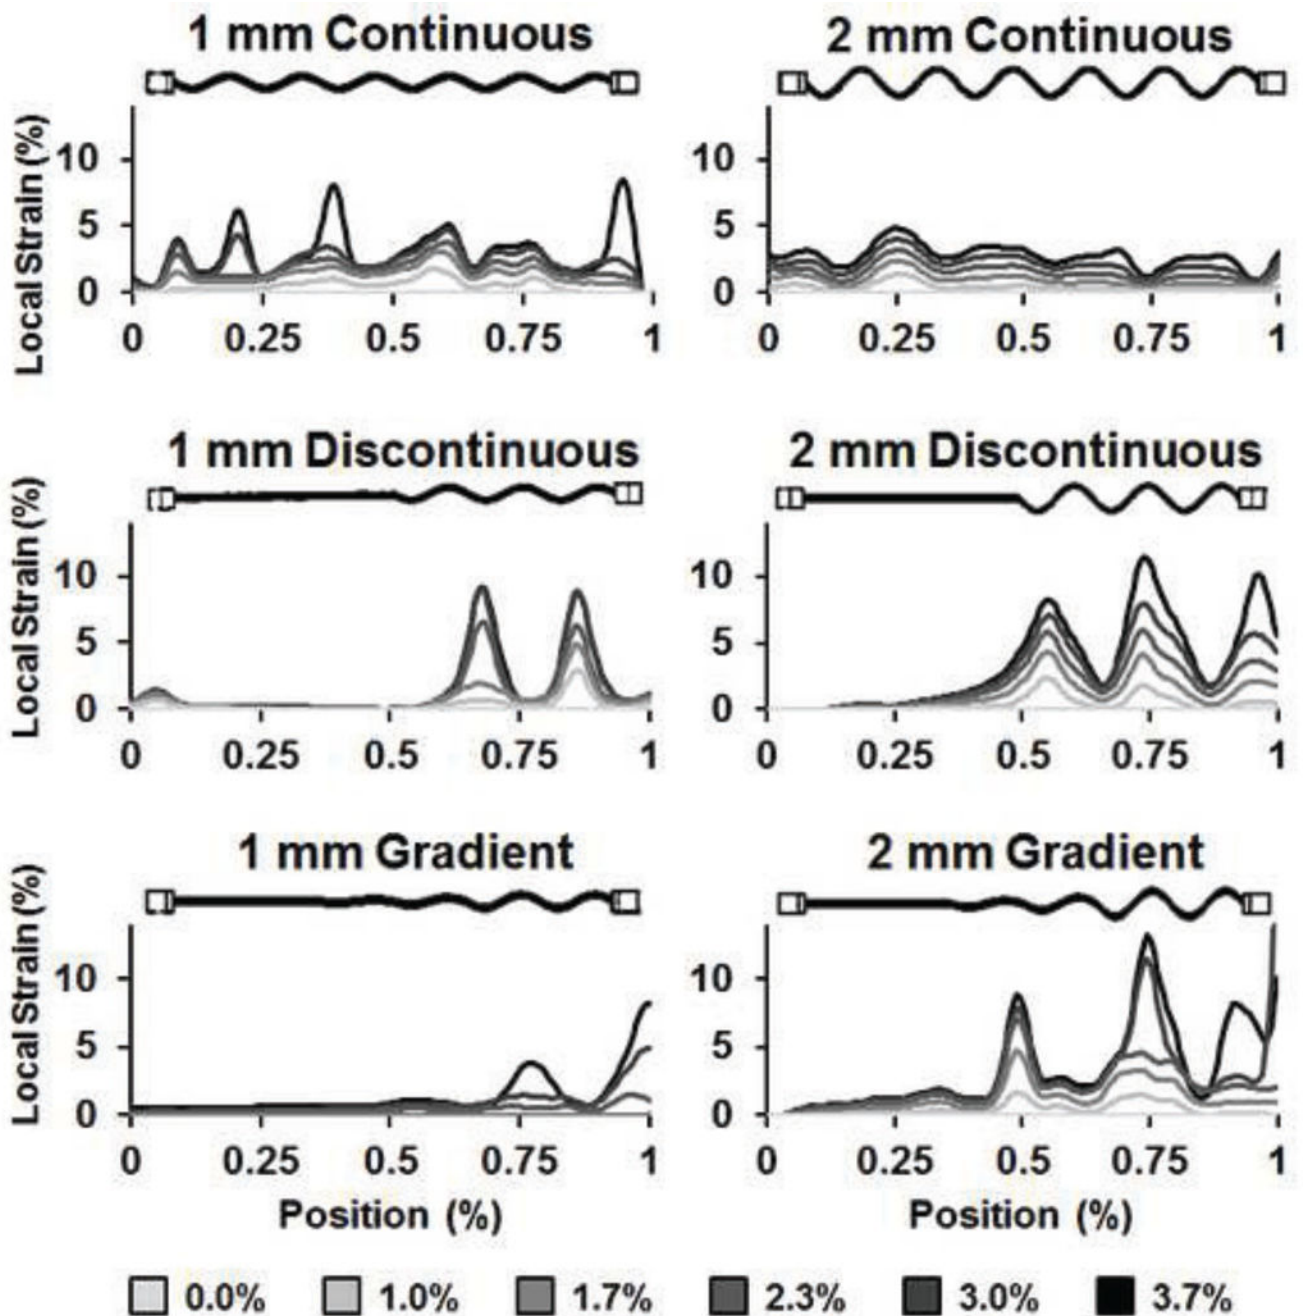 1 mm Continuous
2 mm Continuous
Local Strain (%)
10
5
0
0 0.25 0.5 0.75 1
10
5
0
0 0.25 0.5 0.75 1
1 mm Discontinuous
2 mm Discontinuous
Local Strain (%)
10
5
0
0 0.25 0.5 0.75 1
10
5
0
0 0.25 0.5 0.75 1
1 mm Gradient
2 mm Gradient
Local Strain (%)
10
5
0
0 0.25 0.5 0.75 1
Position (%)
10
5
0
0 0.25 0.5 0.75 1
Position (%)
0.0% 1.0% 1.7% 2.3% 3.0% 3.7%